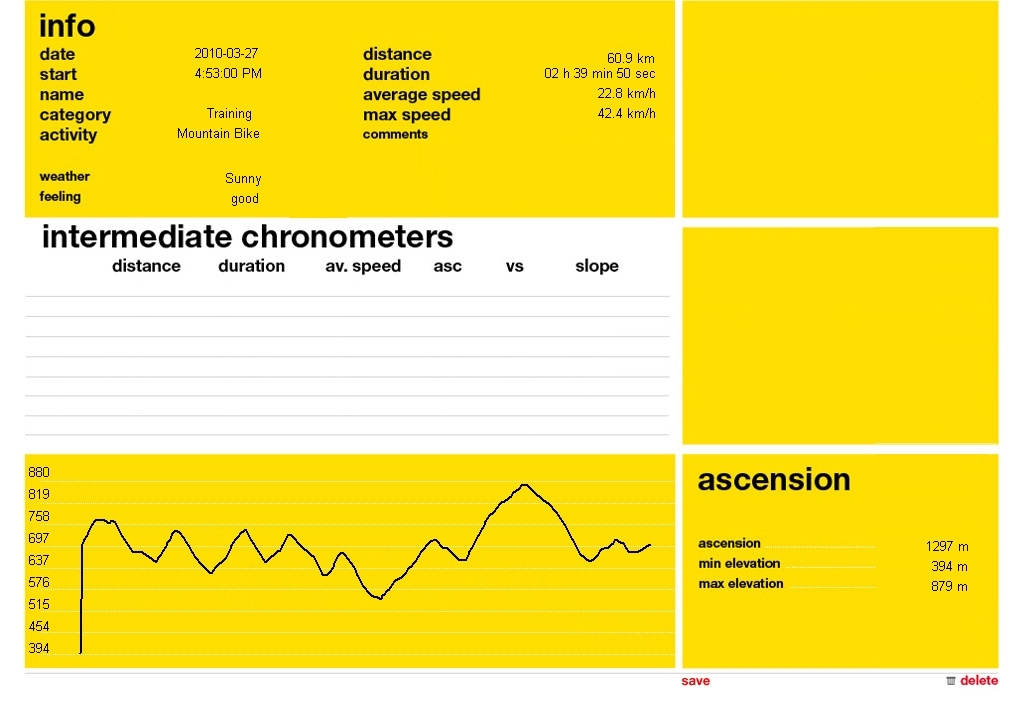 info
date 2010-03-27
start 4:53:00 PM
name
category Training
activity Mountain Bike
weather Sunny
feeling good
distance 60.9 km
duration 02 h 39 min 50 sec
average speed 22.8 km/h
max speed 42.4 km/h
comments
intermediate chronometers
distance duration av. speed asc vs slope
880
819
758
697
637
576
515
454
394
ascension
ascension 1297 m
min elevation 394 m
max elevation 879 m
save delete